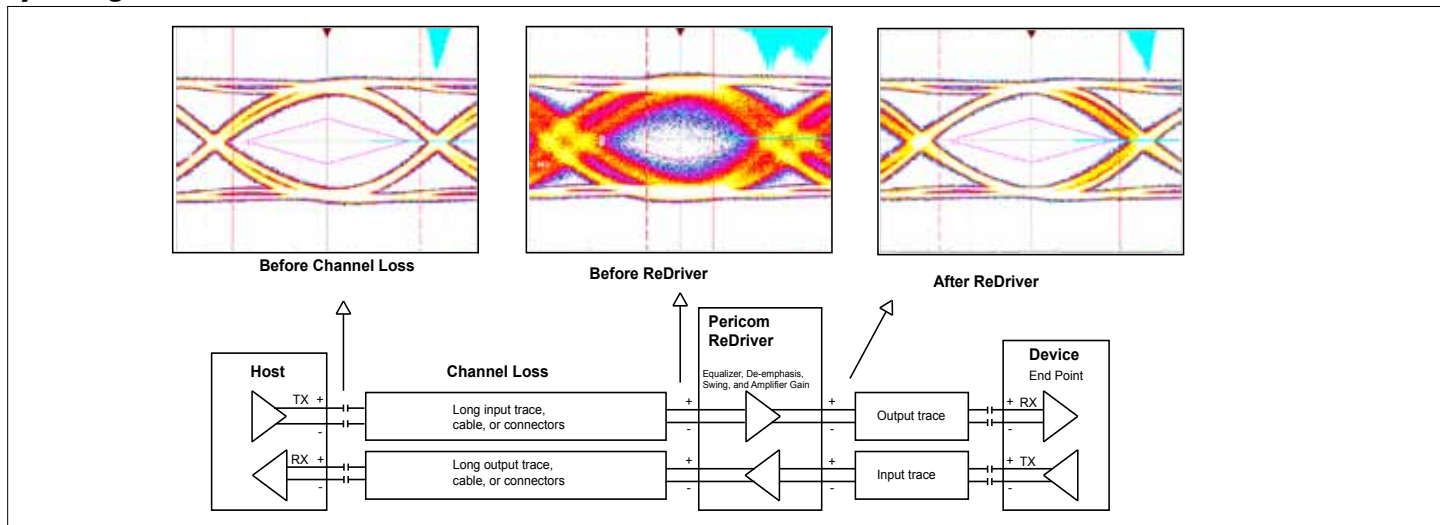 Before Channel Loss
Before ReDriver
After ReDriver
Pericom
ReDriver
Equalizer, De-emphasis,
Swing, and Amplifier Gain
Host
Channel Loss
Device
End Point
TX +
-
Long input trace,
cable, or connectors
+
-
+
-
Output trace
+ RX
-
RX +
-
Long output trace,
cable, or connectors
+
-
+
-
Input trace
+ TX
-